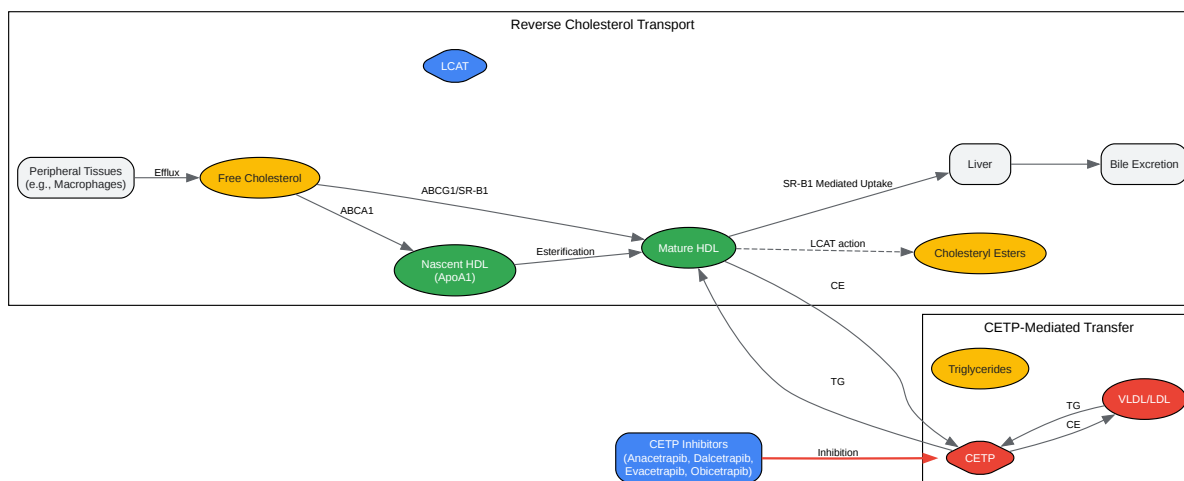 Reverse Cholesterol Transport
LCAT
Peripheral Tissues
(e.g., Macrophages)
Efflux
Free Cholesterol
ABCG1/SR-B1
ABCA1
Nascent HDL
(ApoA1)
Esterification
Mature HDL
SR-B1 Mediated Uptake
Liver
Bile Excretion
LCAT action
Cholesteryl Esters
CE
TG
CETP-Mediated Transfer
Triglycerides
VLDL/LDL
TG
CE
CETP
CETP Inhibitors
(Anacetrapib, Dalcetrapib,
Evacetrapib, Obicetrapib)
Inhibition